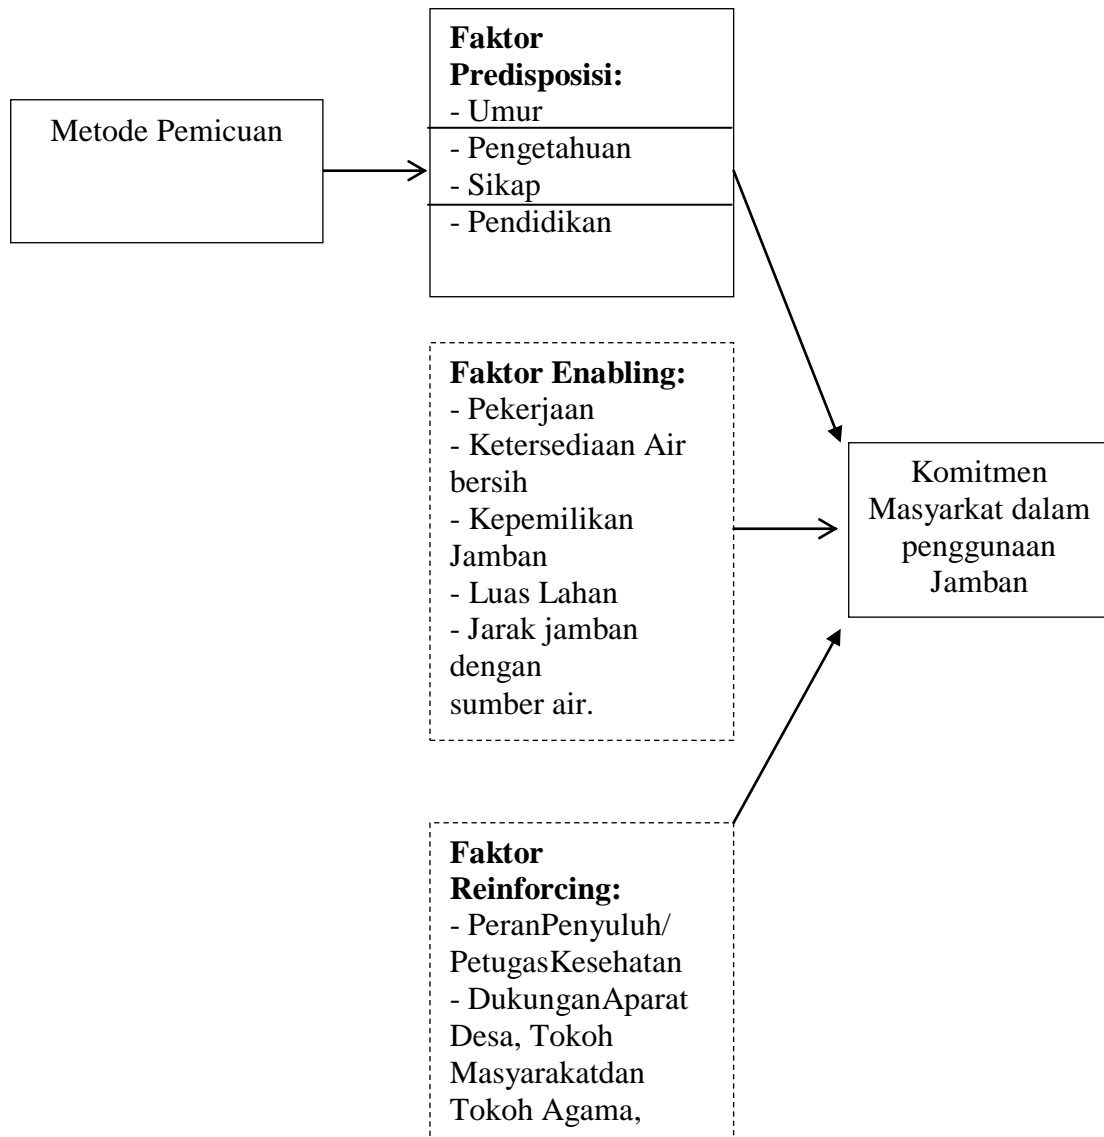 Metode Pemicuan
Faktor
Predisposisi:
- Umur
- Pengetahuan
- Sikap
- Pendidikan
Faktor Enabling:
- Pekerjaan
- Ketersediaan Air
bersih
- Kepemilikan
Jamban
- Luas Lahan
- Jarak jamban
dengan
sumber air.
Komitmen
Masyarkat dalam
penggunaan
Jamban
Faktor
Reinforcing:
- PeranPenyuluh/
PetugasKesehatan
- DukunganAparat
Desa, Tokoh
Masyarakatdan
Tokoh Agama,